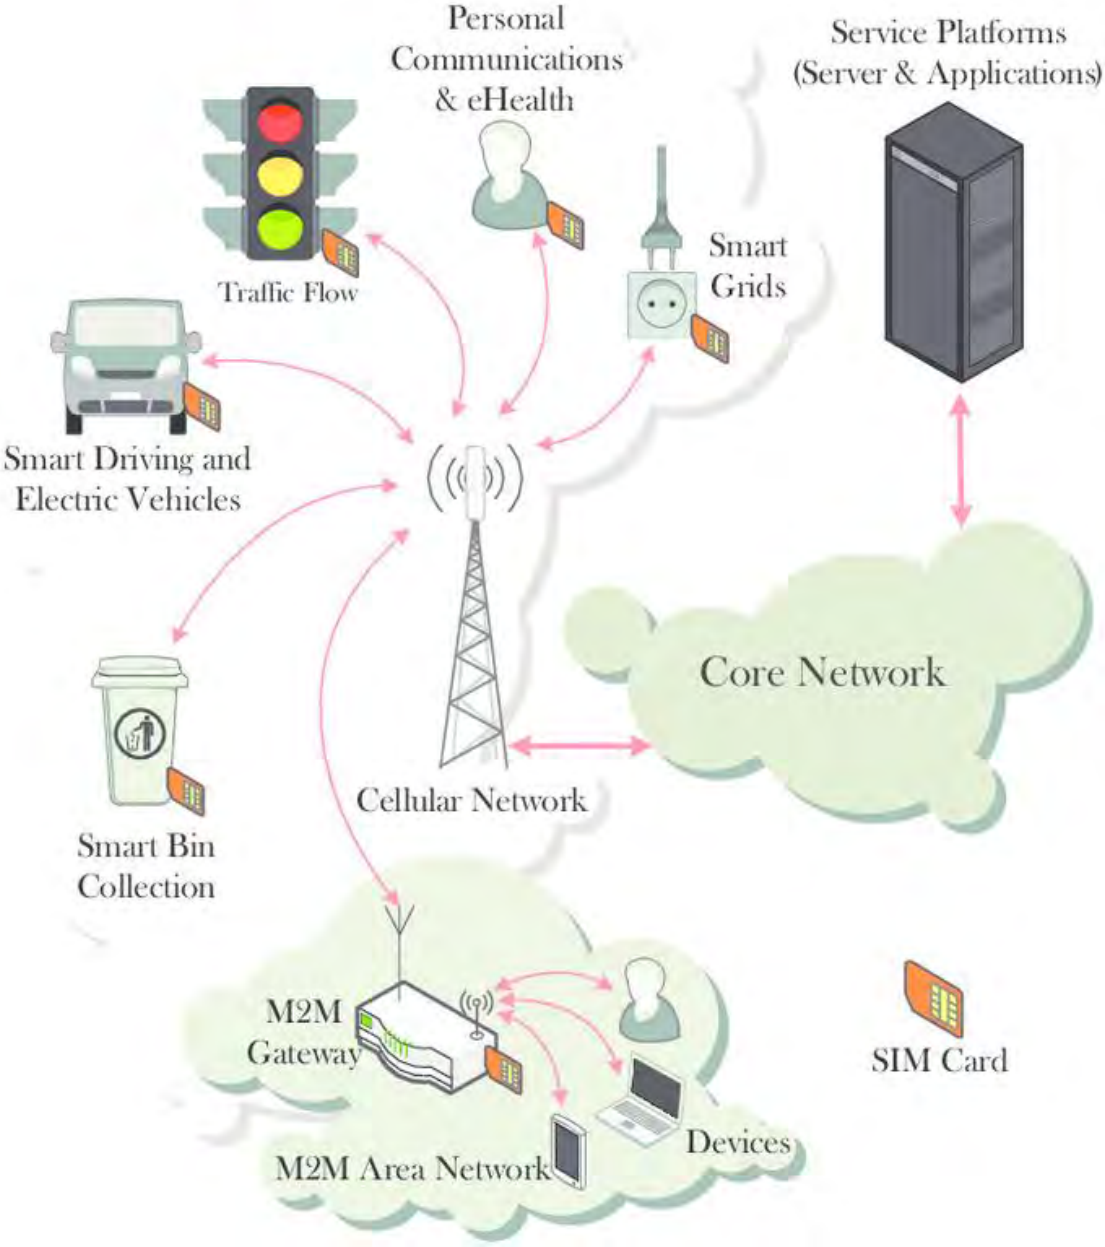 Personal
Communications
& eHealth
Service Platforms
(Server & Applications)
Smart
Grids
Traffic Flow
Smart Driving and
Electric Vehicles
Core Network
Cellular Network
Smart Bin
Collection
M2M
Gateway
SIM Card
Devices
M2M Area Network